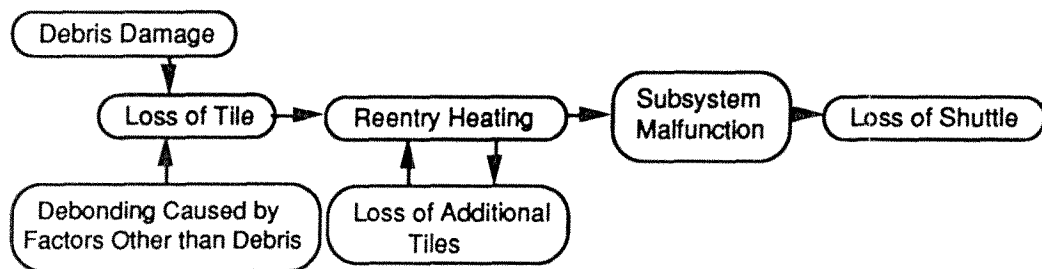 Debris Damage
Loss of Tile
Reentry Heating
Subsystem
Malfunction
Loss of Shuttle
Debonding Caused by
Factors Other than Debris
Loss of Additional
Tiles